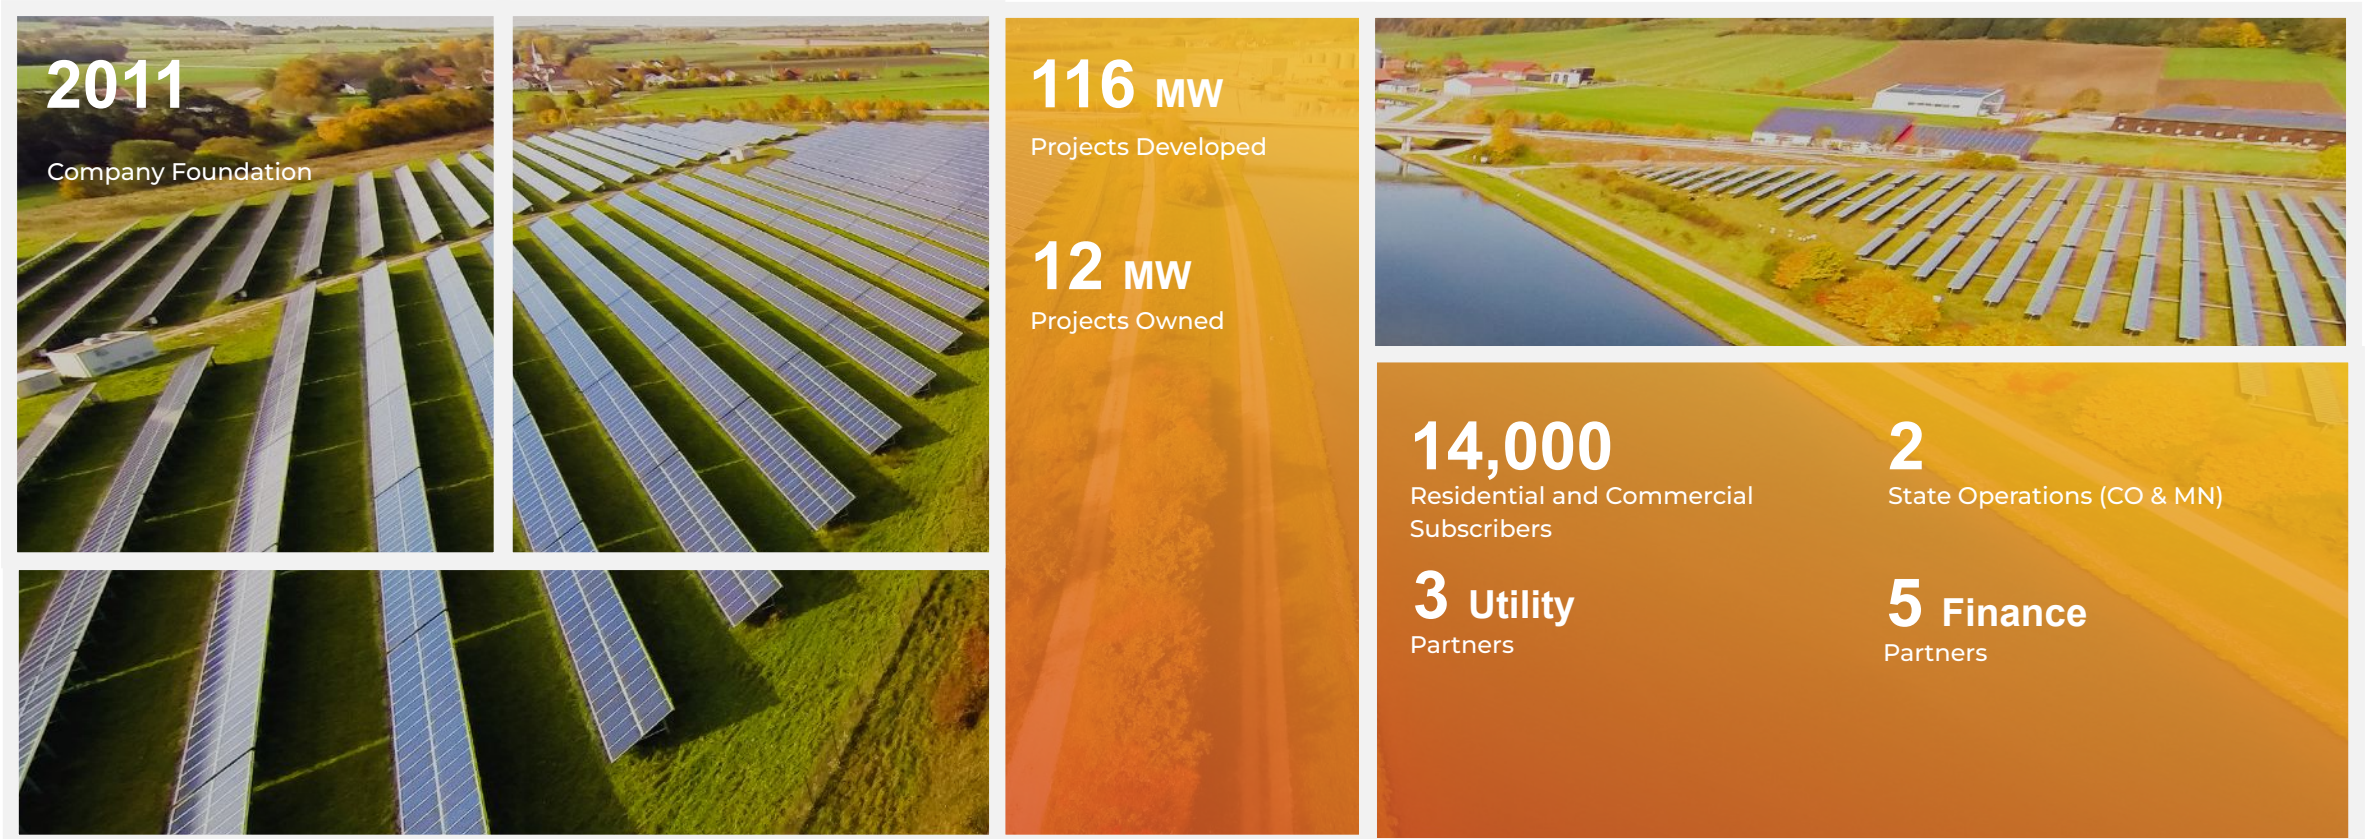 2011
Company Foundation
116 MW
Projects Developed
12 MW
Projects Owned
14,000
Residential and Commercial
Subscribers
2
State Operations (CO & MN)
3 Utility
Partners
5 Finance
Partners